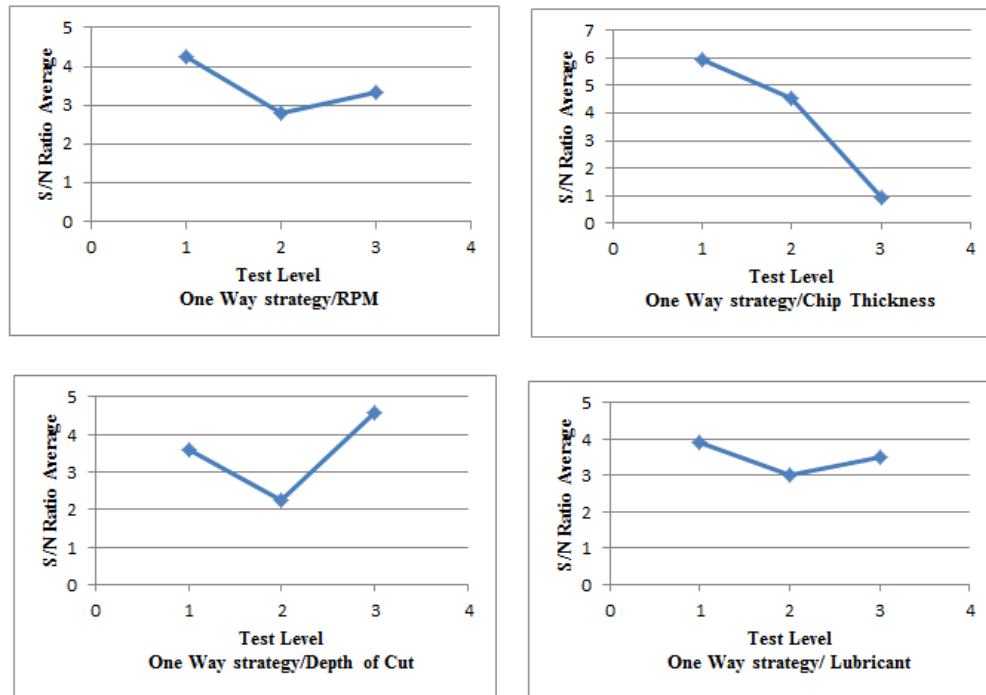 5
4
3
2
1
0
0 1 2 3 4
S/N Ratio Average
Test Level
One Way strategy/RPM
7
6
5
4
3
2
1
0
0 1 2 3 4
S/N Ratio Average
Test Level
One Way strategy/Chip Thickness
5
4
3
2
1
0
0 1 2 3 4
S/N Ratio Average
Test Level
One Way strategy/Depth of Cut
5
4
3
2
1
0
0 1 2 3 4
S/N Ratio Average
Test Level
One Way strategy/ Lubricant